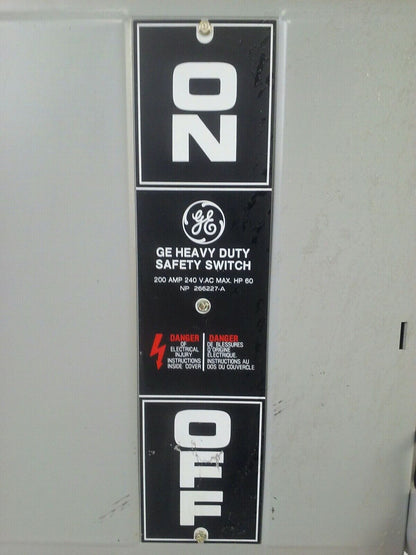 ON
GE
GE HEAVY DUTY
SAFETY SWITCH
200 AMP 240 V.AC MAX. HP 60
NP 266227-A
DANGER
OF
ELECTRICAL
INJURY
INSTRUCTIONS
INSIDE COVER
DANGER
DE BLESSURES
D'ORIGINE
ELECTRIQUE.
INSTRUCTIONS AU
DOS DU COUVERCLE
OFF